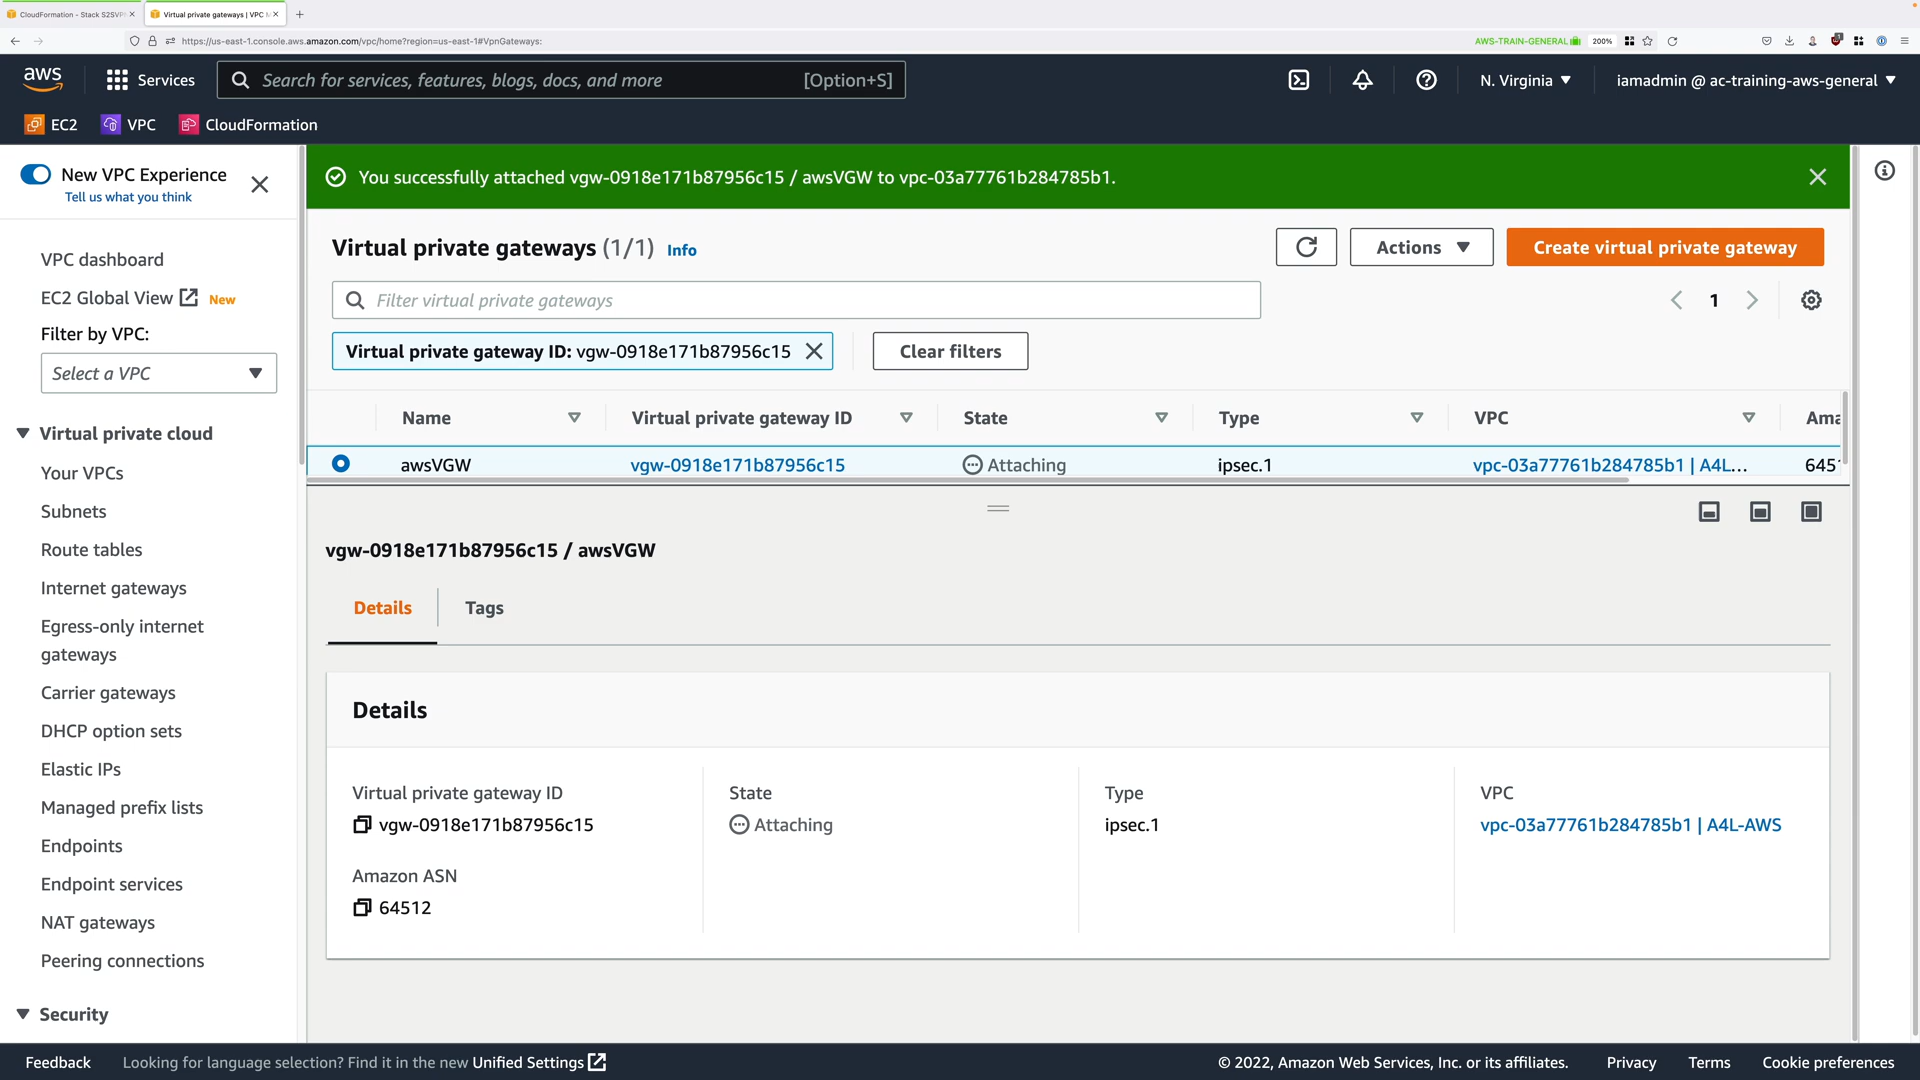 CloudFormation - Stack S2SVP
Virtual private gateways | VPC M
https://us-east-1.console.aws.amazon.com/vpc/home?region=us-east-1#VpnGateways:
AWS-TRAIN-GENERAL
200%
aws
Services
Search for services, features, blogs, docs, and more
[Option+S]
N. Virginia
iamadmin @ ac-training-aws-general
EC2
VPC
CloudFormation
New VPC Experience
Tell us what you think
You successfully attached vgw-0918e171b87956c15 / awsVGW to vpc-03a77761b284785b1.
VPC dashboard
EC2 Global View New
Filter by VPC:
Select a VPC
Virtual private cloud
Your VPCs
Subnets
Route tables
Internet gateways
Egress-only internet
gateways
Carrier gateways
DHCP option sets
Elastic IPs
Managed prefix lists
Endpoints
Endpoint services
NAT gateways
Peering connections
Security
Virtual private gateways (1/1) Info
Actions
Create virtual private gateway
Filter virtual private gateways
1
Virtual private gateway ID: vgw-0918e171b87956c15
Clear filters
Name Virtual private gateway ID State Type VPC Ama
awsVGW vgw-0918e171b87956c15 Attaching ipsec.1 vpc-03a77761b284785b1 | A4L... 6451
vgw-0918e171b87956c15 / awsVGW
Details
Tags
Details
Virtual private gateway ID
vgw-0918e171b87956c15
State
Attaching
Type
ipsec.1
VPC
vpc-03a77761b284785b1 | A4L-AWS
Amazon ASN
64512
Feedback
Looking for language selection? Find it in the new Unified Settings
© 2022, Amazon Web Services, Inc. or its affiliates.
Privacy
Terms
Cookie preferences